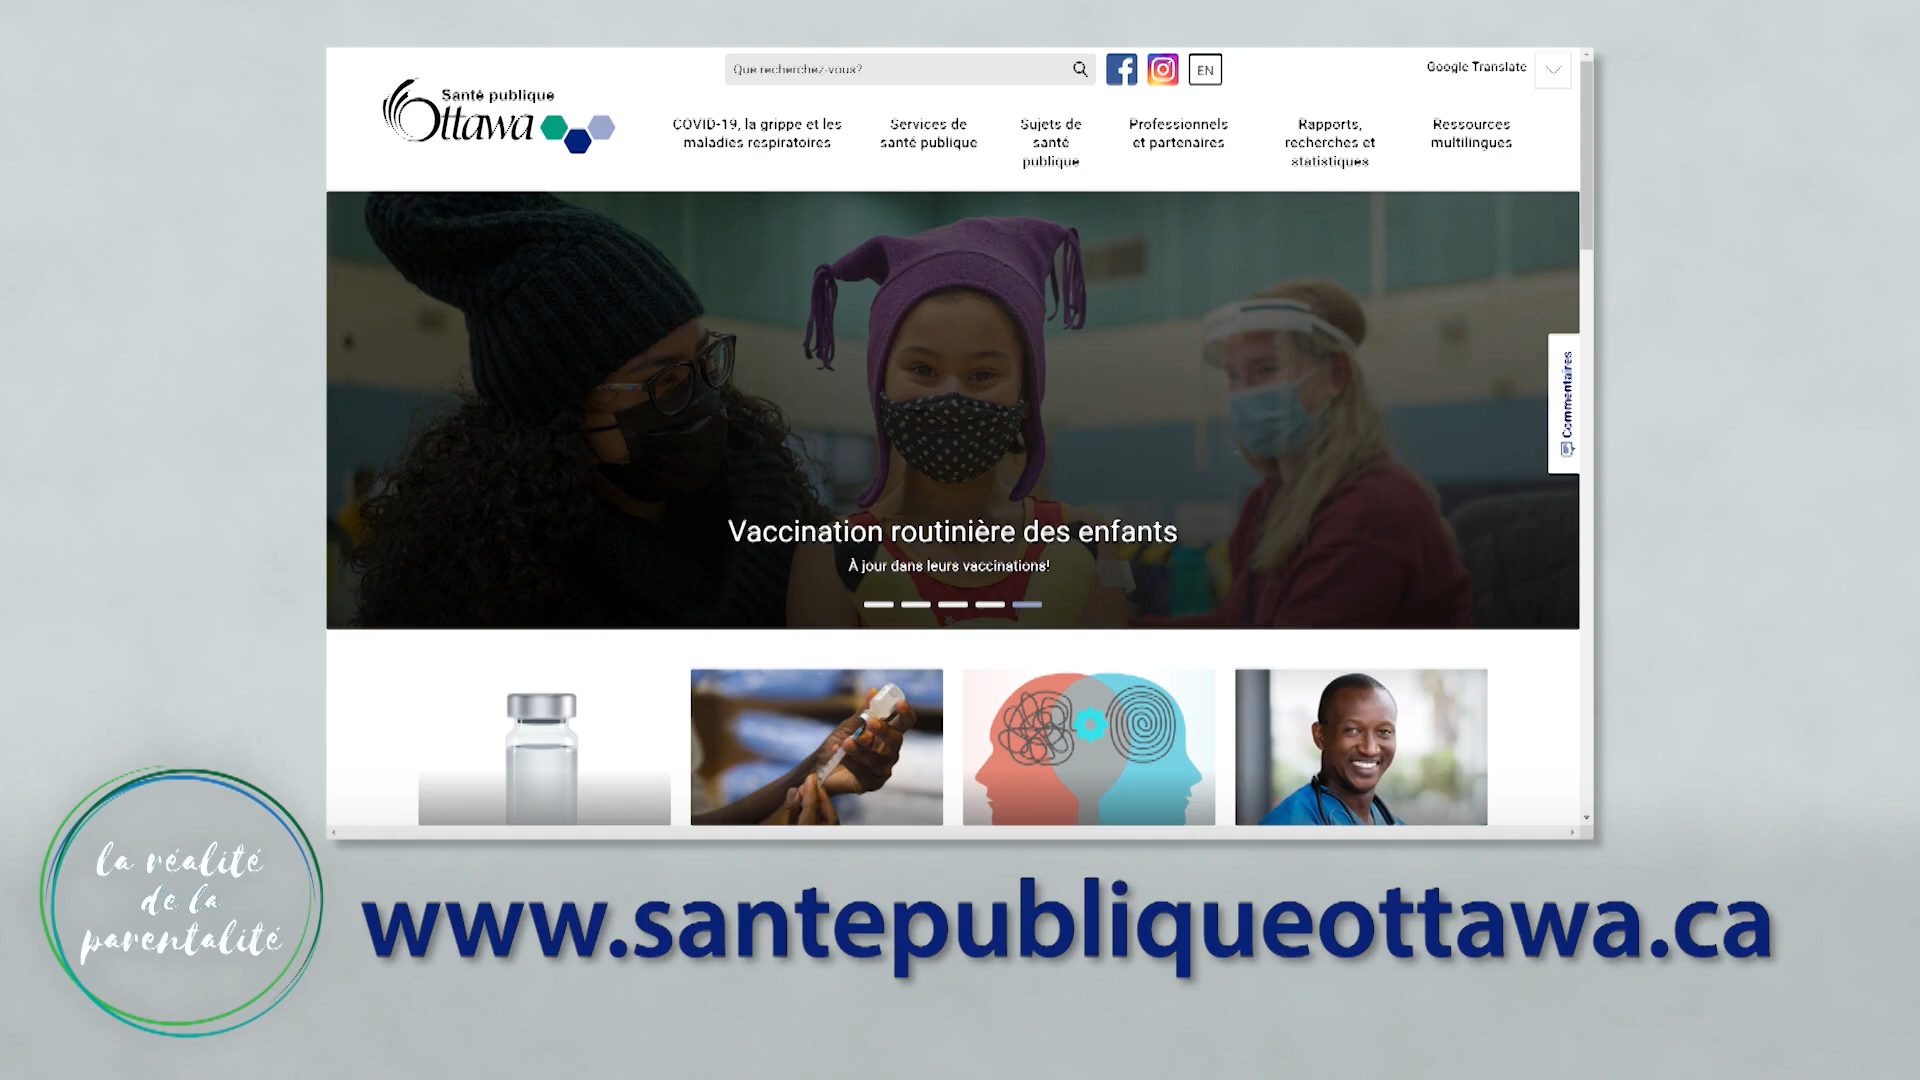 Que recherchez-vous?
EN
Google Translate
Santé publique
Ottawa
COVID-19, la grippe et les
maladies respiratoires
Services de
santé publique
Sujets de
santé
publique
Professionnels
et partenaires
Rapports,
recherches et
statistiques
Ressources
multilingues
Commentaires
Vaccination routinière des enfants
À jour dans leurs vaccinations!
la réalité
de la
parentalité
www.santepubliqueottawa.ca